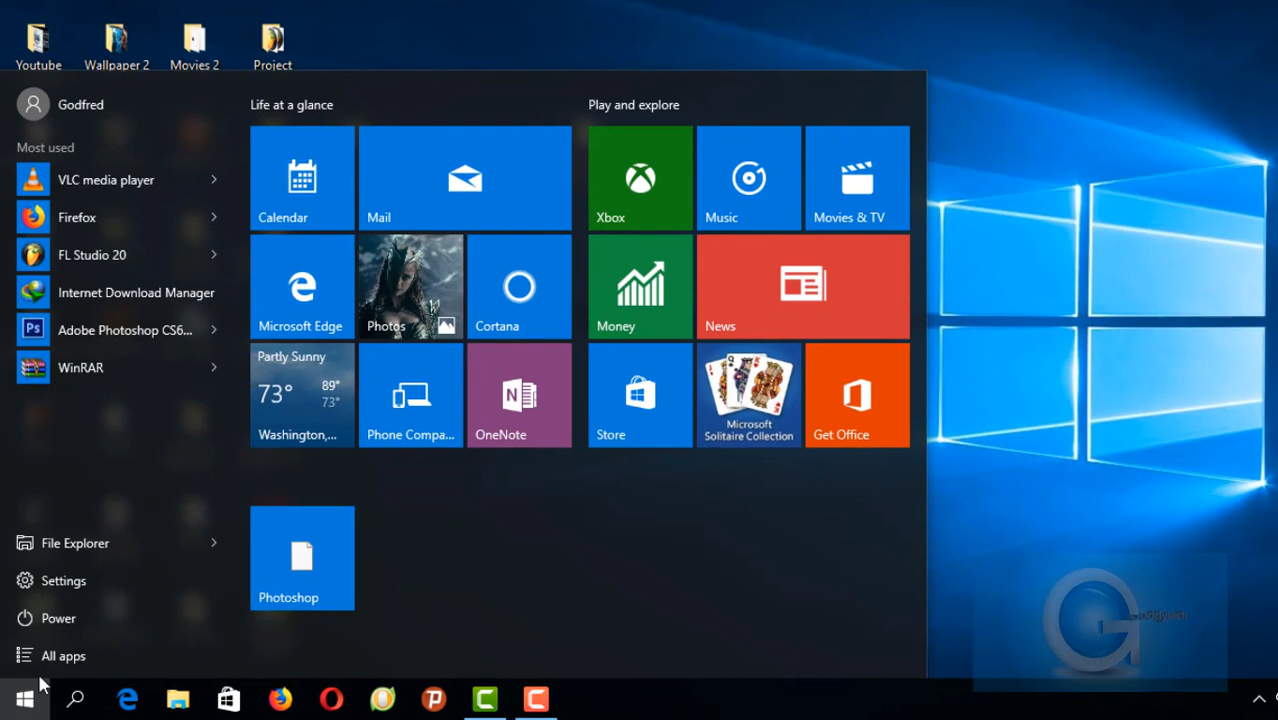 Youtube
Wallpaper 2
Movies 2
Project
Godfred
Most used
VLC media player
Firefox
FL Studio 20
Internet Download Manager
Adobe Photoshop CS6...
WinRAR
File Explorer
Settings
Power
All apps
Life at a glance
Calendar
Mail
Microsoft Edge
Photos
Cortana
Partly Sunny
73° 89°
73°
Washington,...
Phone Compa...
OneNote
Photoshop
Play and explore
Xbox
Music
Movies & TV
Money
News
Store
Microsoft
Solitaire Collection
Get Office